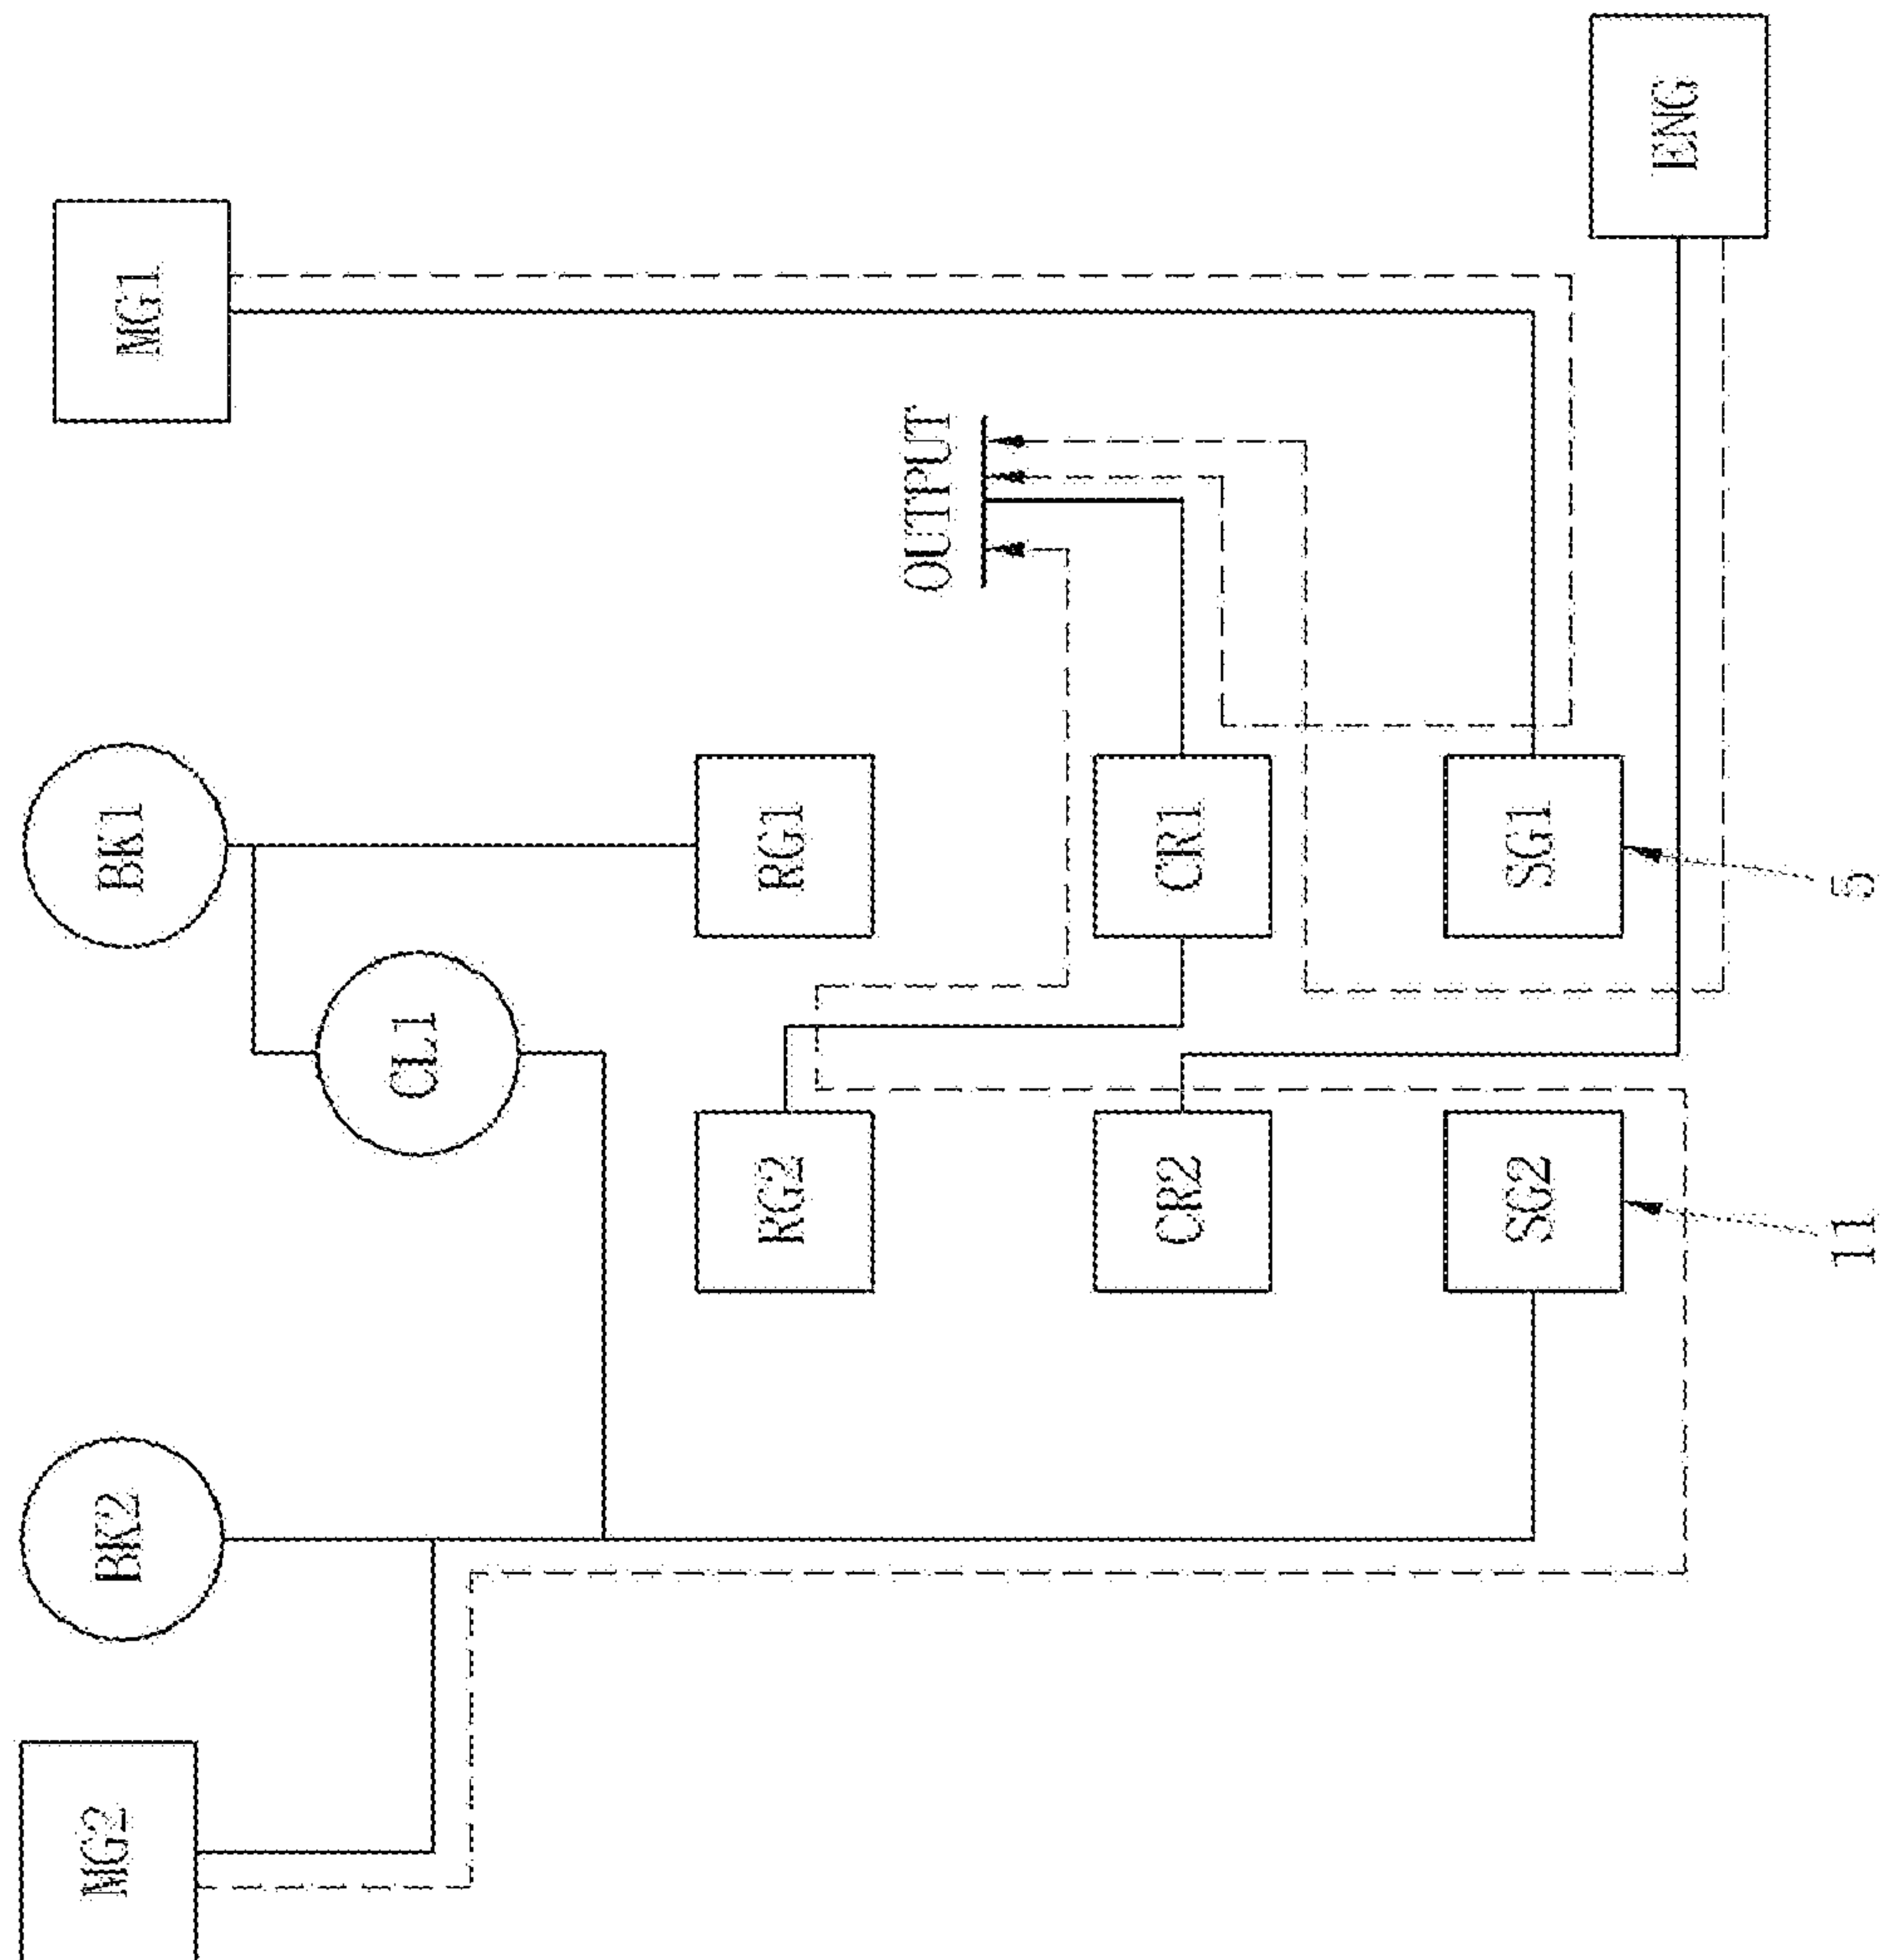 MG2
BK2
BK1
MG1
CL1
RG2
RG1
OUTPUT
CR2
CR1
SG2
SG1
ENG
11
5